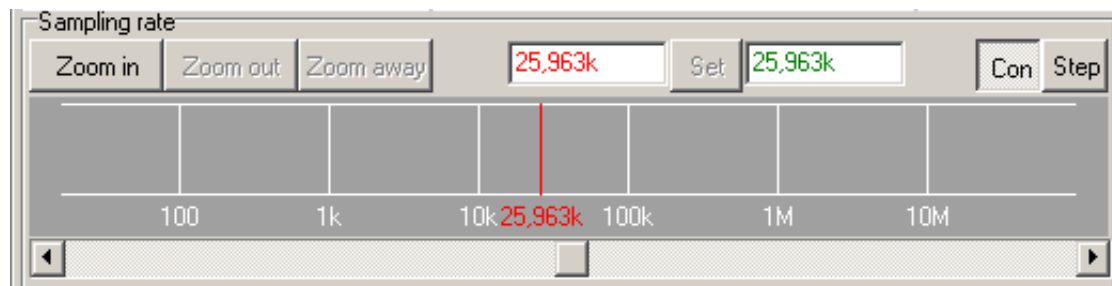 Sampling rate
Zoom in Zoom out Zoom away 25,963k Set 25,963k Con Step
100 1k 10k 25,963k 100k 1M 10M